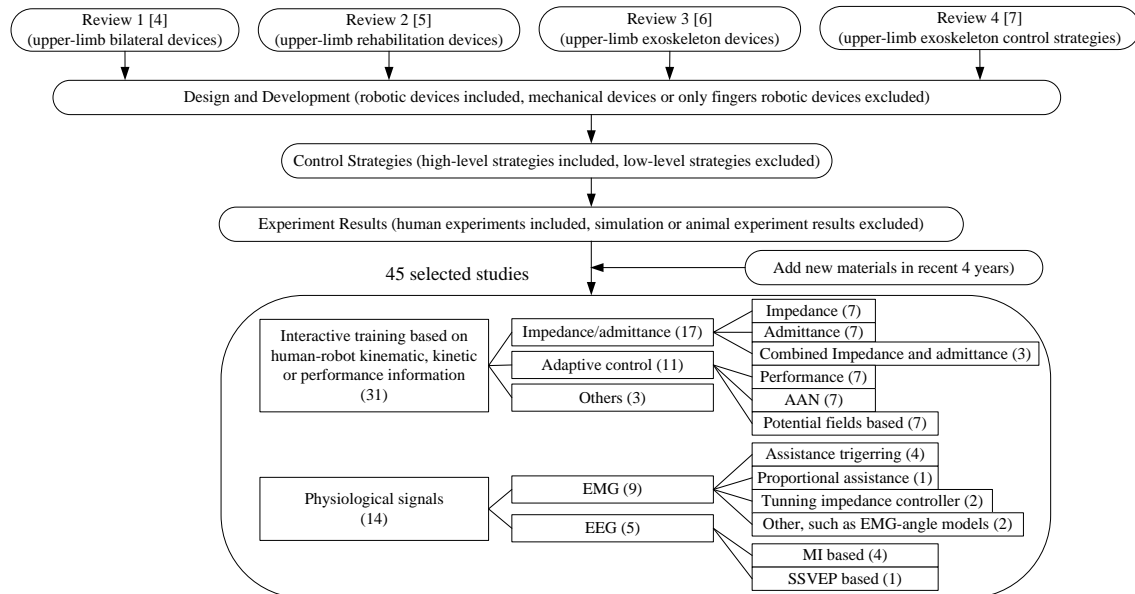 Review 1 [4]
(upper-limb bilateral devices)
Review 2 [5]
(upper-limb rehabilitation devices)
Review 3 [6]
(upper-limb exoskeleton devices)
Review 4 [7]
(upper-limb exoskeleton control strategies)
Design and Development (robotic devices included, mechanical devices or only fingers robotic devices excluded)
Control Strategies (high-level strategies included, low-level strategies excluded)
Experiment Results (human experiments included, simulation or animal experiment results excluded)
45 selected studies
Add new materials in recent 4 years)
Interactive training based on
human-robot kinematic, kinetic
or performance information
(31)
Impedance/admittance (17)
Adaptive control (11)
Others (3)
Impedance (7)
Admittance (7)
Combined Impedance and admittance (3)
Performance (7)
AAN (7)
Potential fields based (7)
Physiological signals
(14)
EMG (9)
EEG (5)
Assistance trigerring (4)
Proportional assistance (1)
Tunning impedance controller (2)
Other, such as EMG-angle models (2)
MI based (4)
SSVEP based (1)